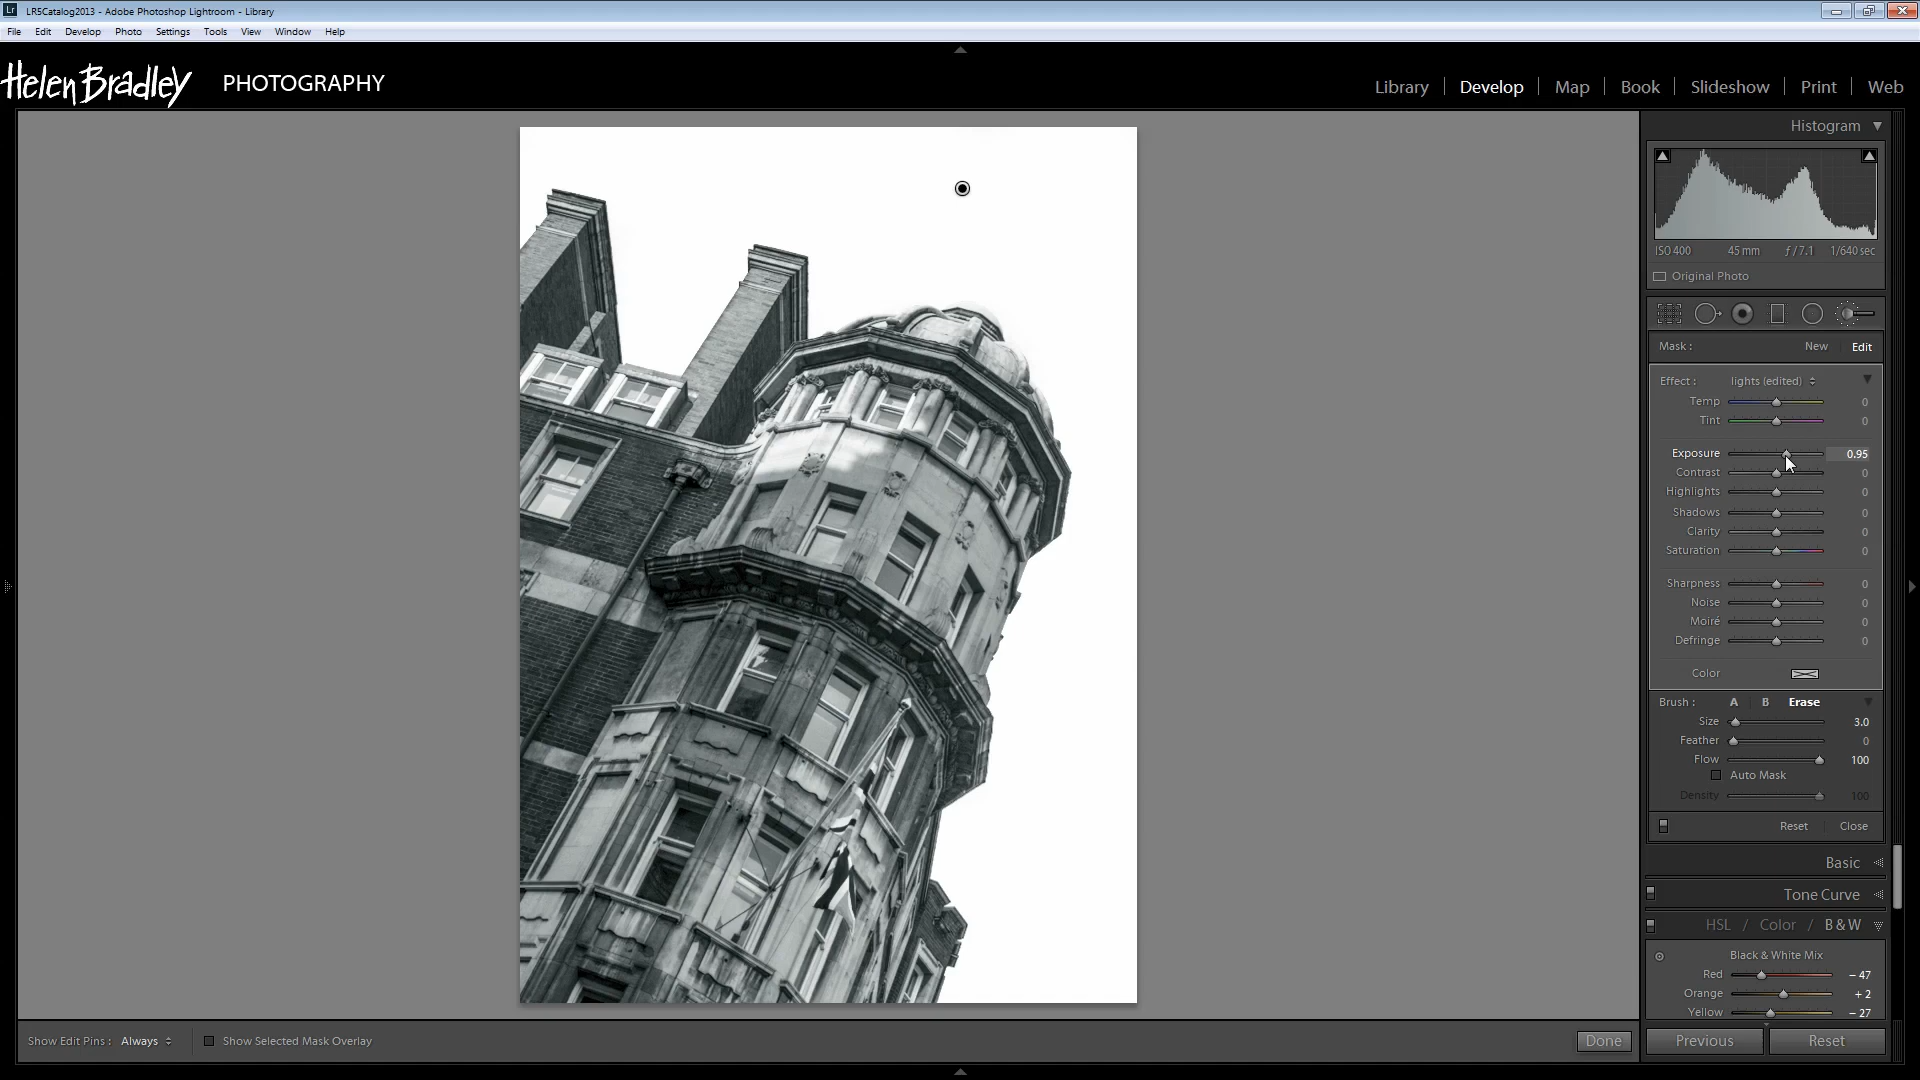 LR5Catalog2013 - Adobe Photoshop Lightroom - Library
File Edit Develop Photo Settings Tools View Window Help
Helen Bradley PHOTOGRAPHY
Library Develop Map Book Slideshow Print Web
Histogram
ISO 400 45 mm ƒ / 7.1 1/640 sec
Original Photo
Mask : New Edit
Effect : lights (edited)
Temp 0
Tint 0
Exposure 0.95
Contrast 0
Highlights 0
Shadows 0
Clarity 0
Saturation 0
Sharpness 0
Noise 0
Moiré 0
Defringe 0
Color
Brush : A B Erase
Size 3.0
Feather 0
Flow 100
Auto Mask
Density 100
Reset Close
Basic
Tone Curve
HSL / Color / B & W
Black & White Mix
Red – 47
Orange + 2
Yellow – 27
Show Edit Pins : Always Show Selected Mask Overlay Done Previous Reset